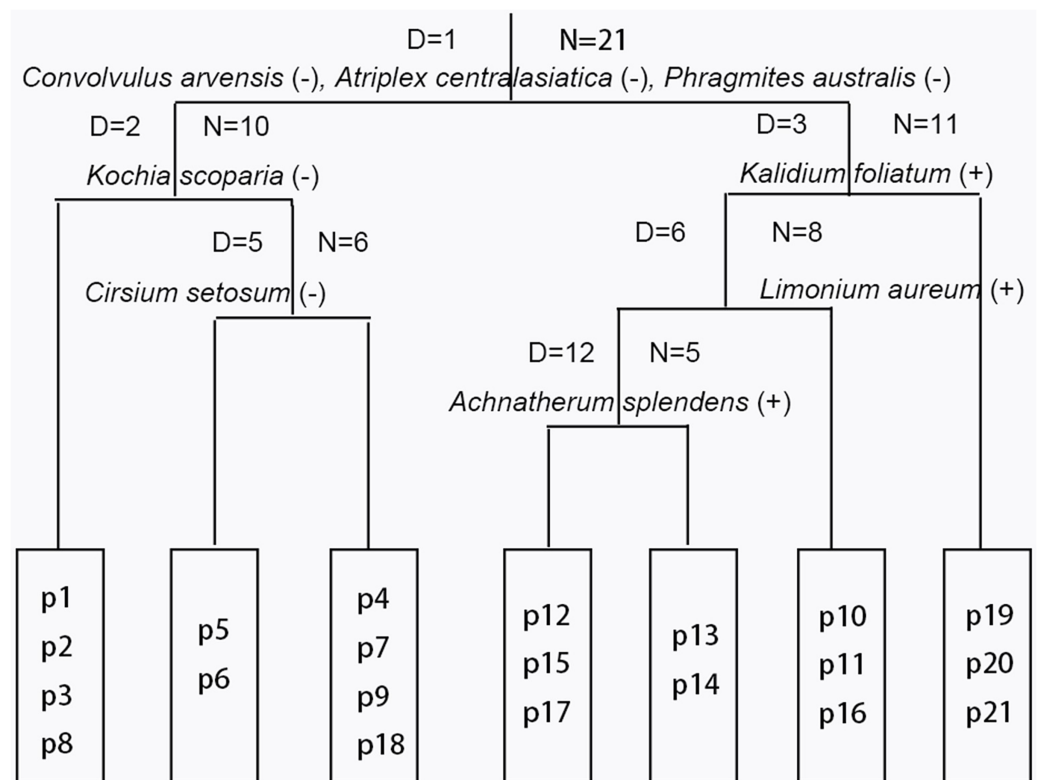 D=1 N=21
Convolvulus arvensis (-), Atriplex centralasiatica (-), Phragmites australis (-)
D=2 N=10
D=3 N=11
Kochia scoparia (-)
Kalidium foliatum (+)
D=5 N=6
D=6 N=8
Cirsium setosum (-)
Limonium aureum (+)
D=12 N=5
Achnatherum splendens (+)
p1
p2
p3
p8
p5
p6
p4
p7
p9
p18
p12
p15
p17
p13
p14
p10
p11
p16
p19
p20
p21